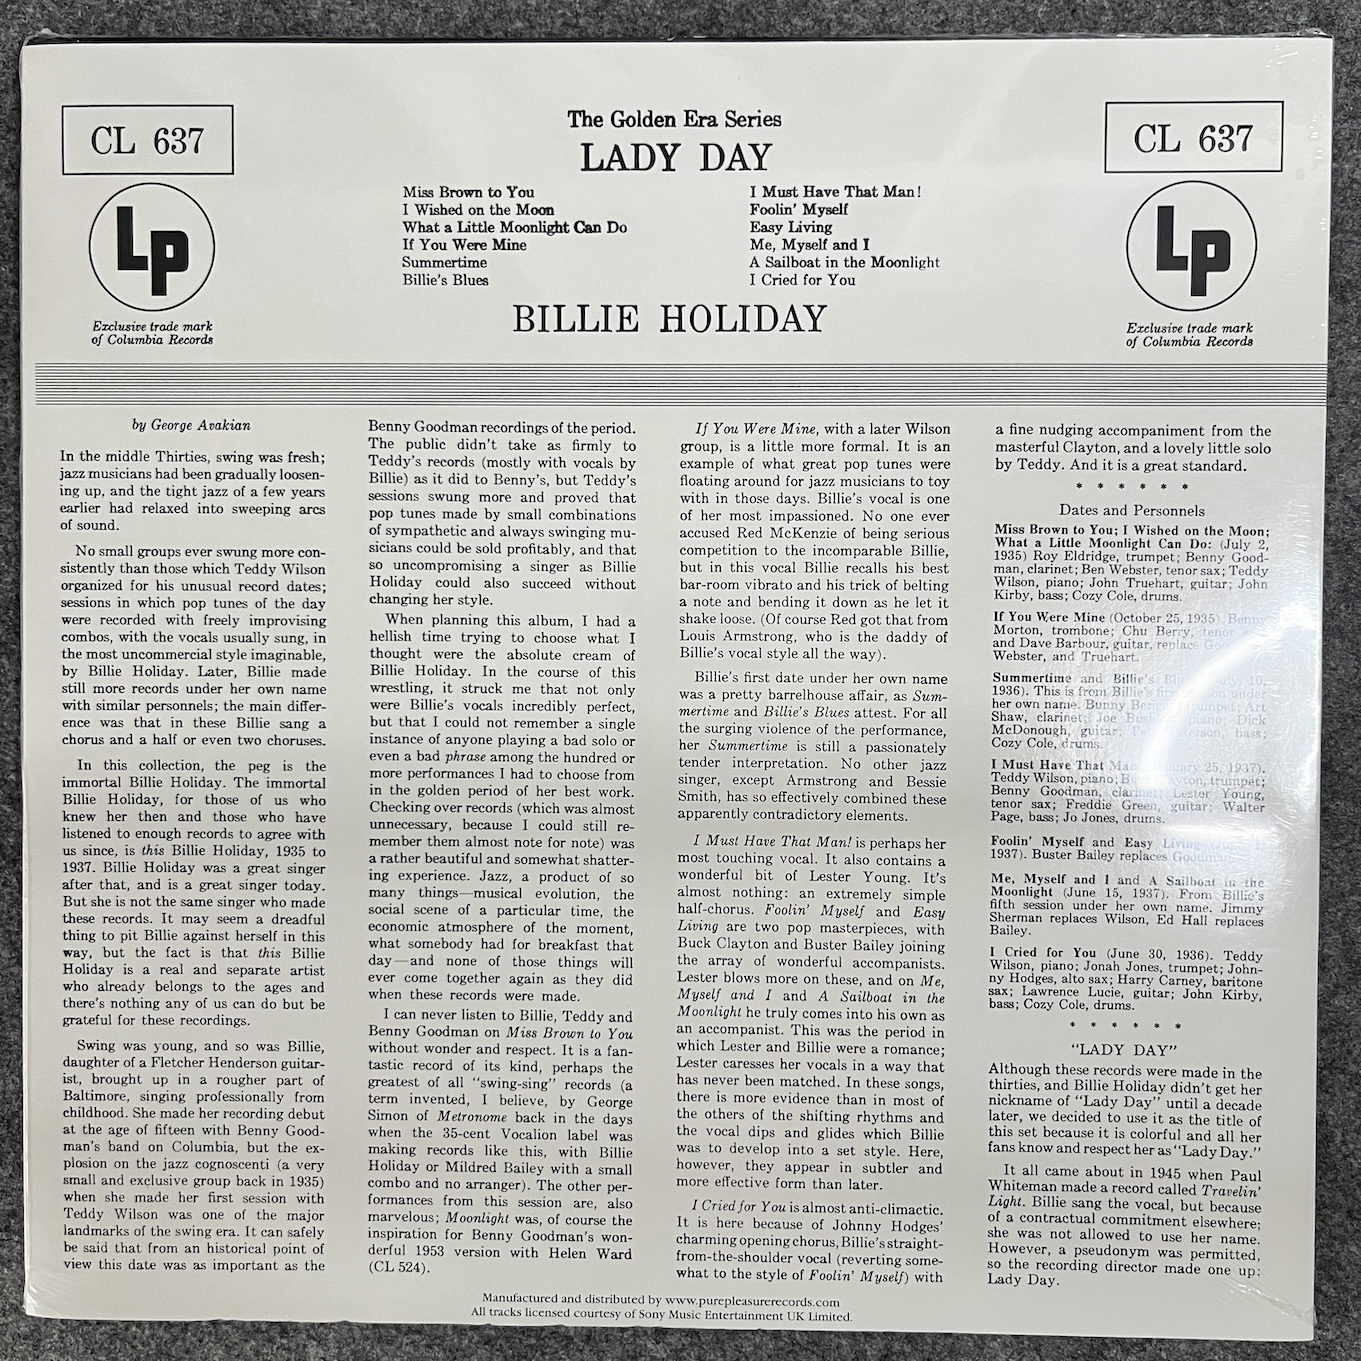 CL 637
LP
Exclusive trade mark
of Columbia Records
The Golden Era Series
LADY DAY
Miss Brown to You
I Wished on the Moon
What a Little Moonlight Can Do
If You Were Mine
Summertime
Billie's Blues
I Must Have That Man!
Foolin' Myself
Easy Living
Me, Myself and I
A Sailboat in the Moonlight
I Cried for You
BILLIE HOLIDAY
CL 637
LP
Exclusive trade mark
of Columbia Records
by George Avakian
In the middle Thirties, swing was fresh;
jazz musicians had been gradually loosen-
ing up, and the tight jazz of a few years
earlier had relaxed into sweeping arcs
of sound.
No small groups ever swung more con-
sistently than those which Teddy Wilson
organized for his unusual record dates;
sessions in which pop tunes of the day
were recorded with freely improvising
combos, with the vocals usually sung, in
the most uncommercial style imaginable,
by Billie Holiday. Later, Billie made
still more records under her own name
with similar personnels; the main differ-
ence was that in these Billie sang a
chorus and a half or even two choruses.
In this collection, the peg is the
immortal Billie Holiday. The immortal
Billie Holiday, for those of us who
knew her then and those who have
listened to enough records to agree with
us since, is this Billie Holiday, 1935 to
1937. Billie Holiday was a great singer
after that, and is a great singer today.
But she is not the same singer who made
these records. It may seem a dreadful
thing to pit Billie against herself in this
way, but the fact is that this Billie
Holiday is a real and separate artist
who already belongs to the ages and
there's nothing any of us can do but be
grateful for these recordings.
Swing was young, and so was Billie,
daughter of a Fletcher Henderson guitar-
ist, brought up in a rougher part of
Baltimore, singing professionally from
childhood. She made her recording debut
at the age of fifteen with Benny Good-
man's band on Columbia, but the ex-
plosion on the jazz cognoscenti (a very
small and exclusive group back in 1935)
when she made her first session with
Teddy Wilson was one of the major
landmarks of the swing era. It can safely
be said that from an historical point of
view this date was as important as the
Benny Goodman recordings of the period.
The public didn't take as firmly to
Teddy's records (mostly with vocals by
Billie) as it did to Benny's, but Teddy's
sessions swung more and proved that
pop tunes made by small combinations
of sympathetic and always swinging mu-
sicians could be sold profitably, and that
so uncompromising a singer as Billie
Holiday could also succeed without
changing her style.
When planning this album, I had a
hellish time trying to choose what I
thought were the absolute cream of
Billie Holiday. In the course of this
wrestling, it struck me that not only
were Billie's vocals incredibly perfect,
but that I could not remember a single
instance of anyone playing a bad solo or
even a bad phrase among the hundred or
more performances I had to choose from
in the golden period of her best work.
Checking over records (which was almost
unnecessary, because I could still re-
member them almost note for note) was
a rather beautiful and somewhat shatter-
ing experience. Jazz, a product of so
many things—musical evolution, the
social scene of a particular time, the
economic atmosphere of the moment,
what somebody had for breakfast that
day—and none of those things will
ever come together again as they did
when these records were made.
I can never listen to Billie, Teddy and
Benny Goodman on Miss Brown to You
without wonder and respect. It is a fan-
tastic record of its kind, perhaps the
greatest of all "swing-sing" records (a
term invented, I believe, by George
Simon of Metronome back in the days
when the 35-cent Vocalion label was
making records like this, with Billie
Holiday or Mildred Bailey with a small
combo and no arranger). The other per-
formances from this session are, also
marvelous; Moonlight was, of course the
inspiration for Benny Goodman's won-
derful 1953 version with Helen Ward
(CL 524).
If You Were Mine, with a later Wilson
group, is a little more formal. It is an
example of what great pop tunes were
floating around for jazz musicians to toy
with in those days. Billie's vocal is one
of her most impassioned. No one ever
accused Red McKenzie of being serious
competition to the incomparable Billie,
but in this vocal Billie recalls his best
bar-room vibrato and his trick of belting
a note and bending it down as he let it
shake loose. (Of course Red got that from
Louis Armstrong, who is the daddy of
Billie's vocal style all the way).
Billie's first date under her own name
was a pretty barrelhouse affair, as Sum-
mertime and Billie's Blues attest. For all
the surging violence of the performance,
her Summertime is still a passionately
tender interpretation. No other jazz
singer, except Armstrong and Bessie
Smith, has so effectively combined these
apparently contradictory elements.
I Must Have That Man! is perhaps her
most touching vocal. It also contains a
wonderful bit of Lester Young. It's
almost nothing: an extremely simple
half-chorus. Foolin' Myself and Easy
Living are two pop masterpieces, with
Buck Clayton and Buster Bailey joining
the array of wonderful accompanists.
Lester blows more on these, and on Me,
Myself and I and A Sailboat in the
Moonlight he truly comes into his own as
an accompanist. This was the period in
which Lester and Billie were a romance;
Lester caresses her vocals in a way that
has never been matched. In these songs,
there is more evidence than in most of
the others of the shifting rhythms and
the vocal dips and glides which Billie
was to develop into a set style. Here,
however, they appear in subtler and
more effective form than later.
I Cried for You is almost anti-climactic.
It is here because of Johnny Hodges'
charming opening chorus, Billie's straight-
from-the-shoulder vocal (reverting some-
what to the style of Foolin' Myself) with
a fine nudging accompaniment from the
masterful Clayton, and a lovely little solo
by Teddy. And it is a great standard.
* * * * * *
Dates and Personnels
Miss Brown to You; I Wished on the Moon;
What a Little Moonlight Can Do: (July 2,
1935) Roy Eldridge, trumpet; Benny Good-
man, clarinet; Ben Webster, tenor sax; Teddy
Wilson, piano; John Truehart, guitar; John
Kirby, bass; Cozy Cole, drums.
If You Were Mine (October 25, 1935). Benny
Morton, trombone; Chu Berry, tenor
and Dave Barbour, guitar, replace
Webster, and Truehart.
Summertime and Billie's 10,
1936). This is from Billie's under
her own name. Bunny trumpet; Art
Shaw, clarinet; Joe piano; Dick
McDonough, guitar; bass;
Cozy Cole, drums.
I Must Have That 25, 1937).
Teddy Wilson, piano; trumpet;
Benny Goodman, clarinet; Lester Young,
tenor sax; Freddie Green, guitar; Walter
Page, bass; Jo Jones, drums.
Foolin' Myself and Easy Living
1937). Buster Bailey replaces Goodman.
Me, Myself and I and A Sailboat in the
Moonlight (June 15, 1937). From Billie's
fifth session under her own name. Jimmy
Sherman replaces Wilson, Ed Hall replaces
Bailey.
I Cried for You (June 30, 1936). Teddy
Wilson, piano; Jonah Jones, trumpet; John-
ny Hodges, alto sax; Harry Carney, baritone
sax; Lawrence Lucie, guitar; John Kirby,
bass; Cozy Cole, drums.
* * * * * *
"LADY DAY"
Although these records were made in the
thirties, and Billie Holiday didn't get her
nickname of "Lady Day" until a decade
later, we decided to use it as the title of
this set because it is colorful and all her
fans know and respect her as "Lady Day."
It all came about in 1945 when Paul
Whiteman made a record called Travelin'
Light. Billie sang the vocal, but because
of a contractual commitment elsewhere;
she was not allowed to use her name.
However, a pseudonym was permitted,
so the recording director made one up:
Lady Day.
Manufactured and distributed by www.purepleasurerecords.com
All tracks licensed courtesy of Sony Music Entertainment UK Limited.